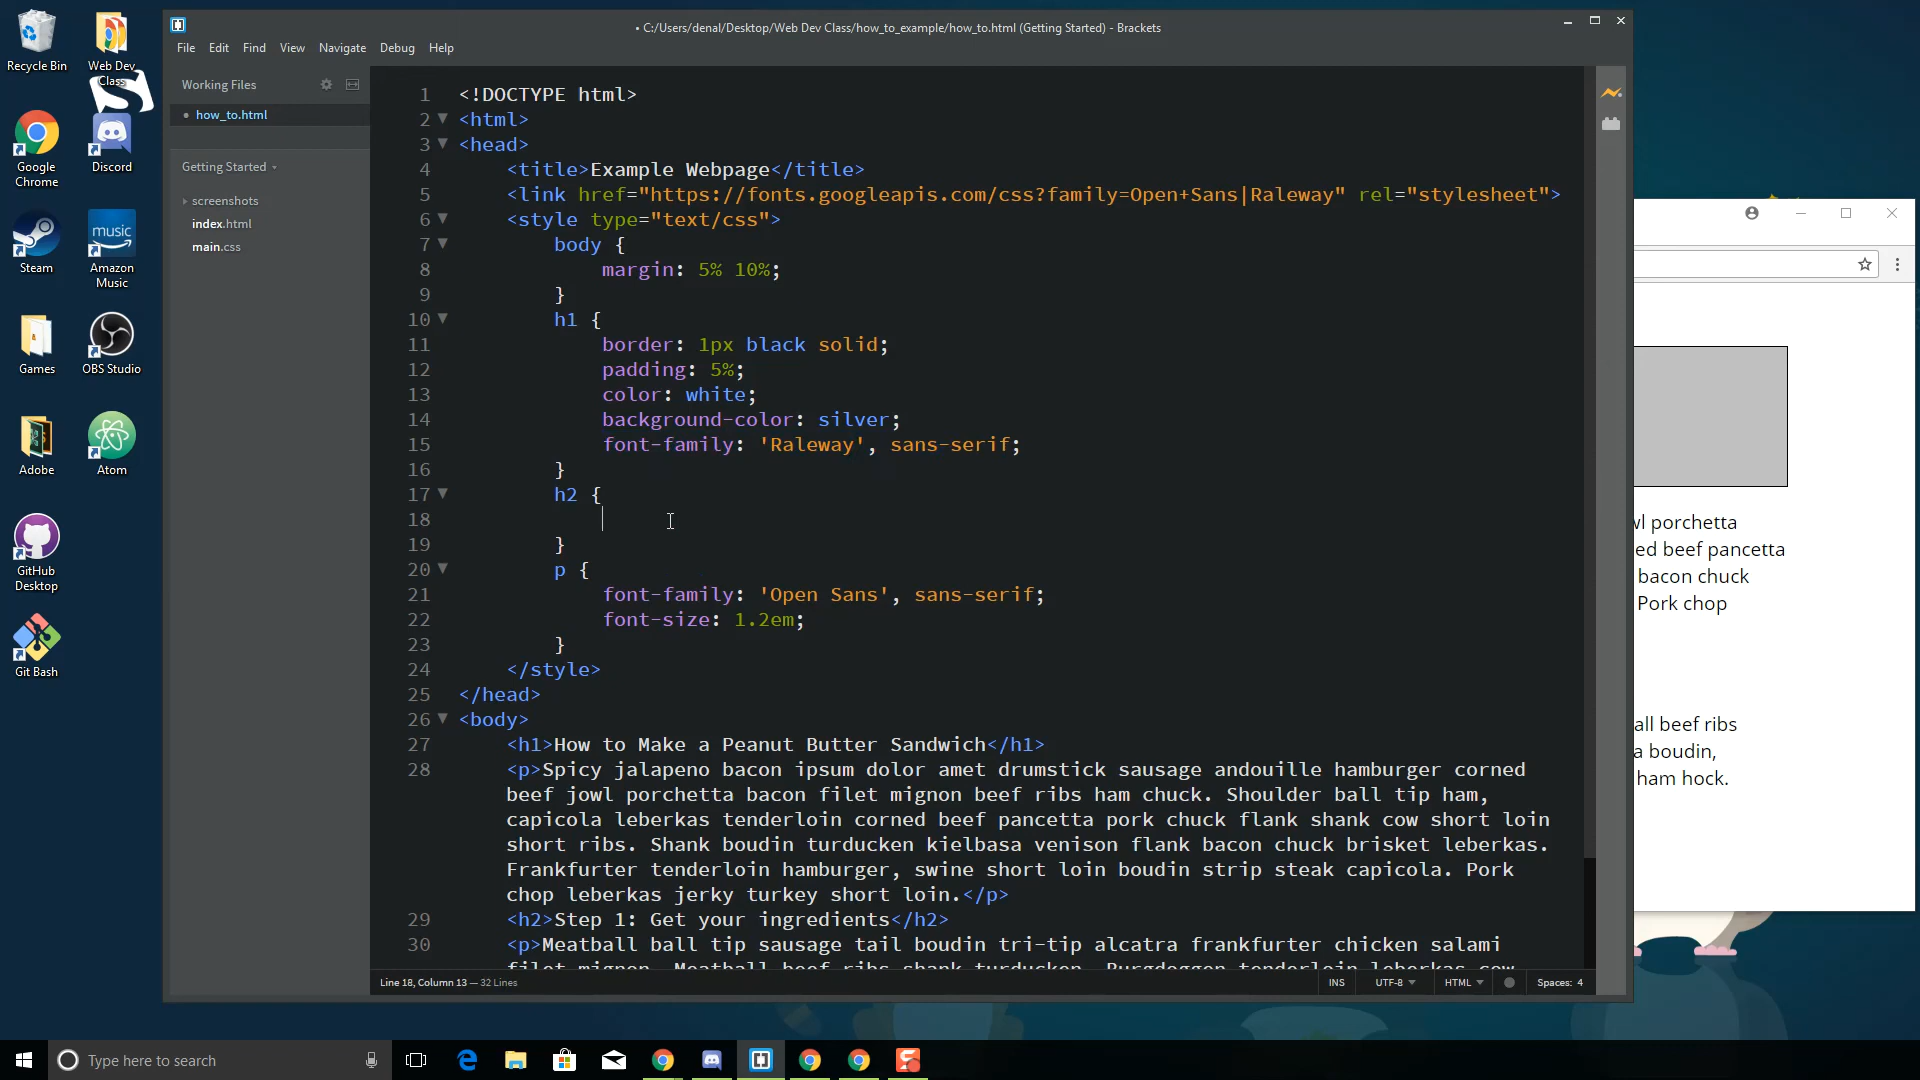 Recycle Bin
Web Dev Class
Google Chrome
Discord
Steam
Amazon Music
music
Games
OBS Studio
Adobe
Atom
GitHub Desktop
Git Bash
• C:/Users/denal/Desktop/Web Dev Class/how_to_example/how_to.html (Getting Started) - Brackets
File Edit Find View Navigate Debug Help
Working Files
• how_to.html
Getting Started
screenshots
index.html
main.css
1 <!DOCTYPE html>
2 <html>
3 <head>
4 <title>Example Webpage</title>
5 <link href="https://fonts.googleapis.com/css?family=Open+Sans|Raleway" rel="stylesheet">
6 <style type="text/css">
7 body {
8 margin: 5% 10%;
9 }
10 h1 {
11 border: 1px black solid;
12 padding: 5%;
13 color: white;
14 background-color: silver;
15 font-family: 'Raleway', sans-serif;
16 }
17 h2 {
18
19 }
20 p {
21 font-family: 'Open Sans', sans-serif;
22 font-size: 1.2em;
23 }
24 </style>
25 </head>
26 <body>
27 <h1>How to Make a Peanut Butter Sandwich</h1>
28 <p>Spicy jalapeno bacon ipsum dolor amet drumstick sausage andouille hamburger corned
beef jowl porchetta bacon filet mignon beef ribs ham chuck. Shoulder ball tip ham,
capicola leberkas tenderloin corned beef pancetta pork chuck flank shank cow short loin
short ribs. Shank boudin turducken kielbasa venison flank bacon chuck brisket leberkas.
Frankfurter tenderloin hamburger, swine short loin boudin strip steak capicola. Pork
chop leberkas jerky turkey short loin.</p>
29 <h2>Step 1: Get your ingredients</h2>
30 <p>Meatball ball tip sausage tail boudin tri-tip alcatra frankfurter chicken salami
filet mignon. Meatball beef ribs shank turducken. Burgdoggen tenderloin leberkas cow
Line 18, Column 13 — 32 Lines
INS UTF-8 HTML Spaces: 4
wl porchetta
ed beef pancetta
bacon chuck
Pork chop
all beef ribs
a boudin,
ham hock.
Type here to search